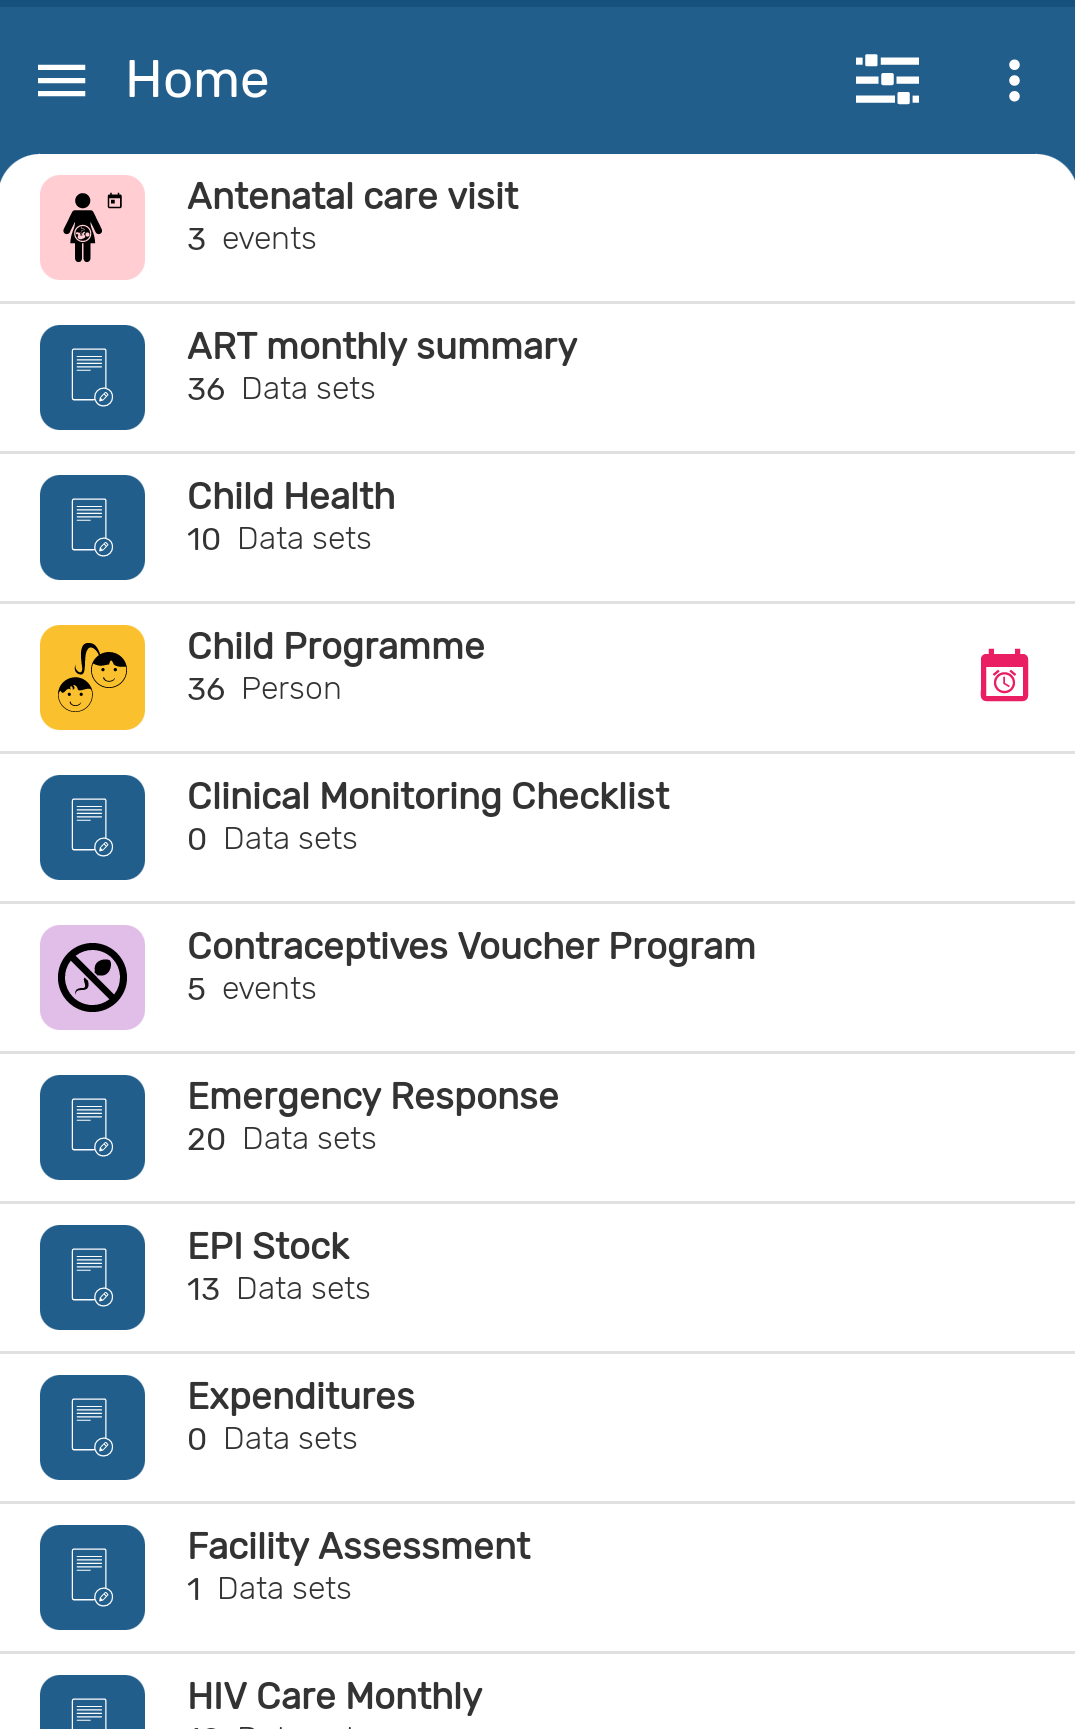 Home
Antenatal care visit
3 events
ART monthly summary
36 Data sets
Child Health
10 Data sets
Child Programme
36 Person
Clinical Monitoring Checklist
0 Data sets
Contraceptives Voucher Program
5 events
Emergency Response
20 Data sets
EPI Stock
13 Data sets
Expenditures
0 Data sets
Facility Assessment
1 Data sets
HIV Care Monthly